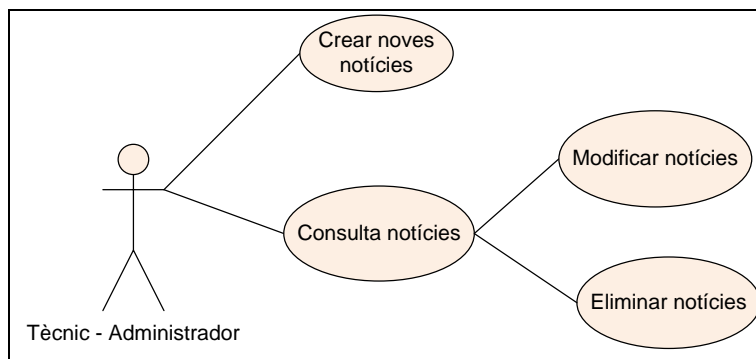 Crear noves
notícies
Modificar notícies
Consulta notícies
Eliminar notícies
Tècnic - Administrador